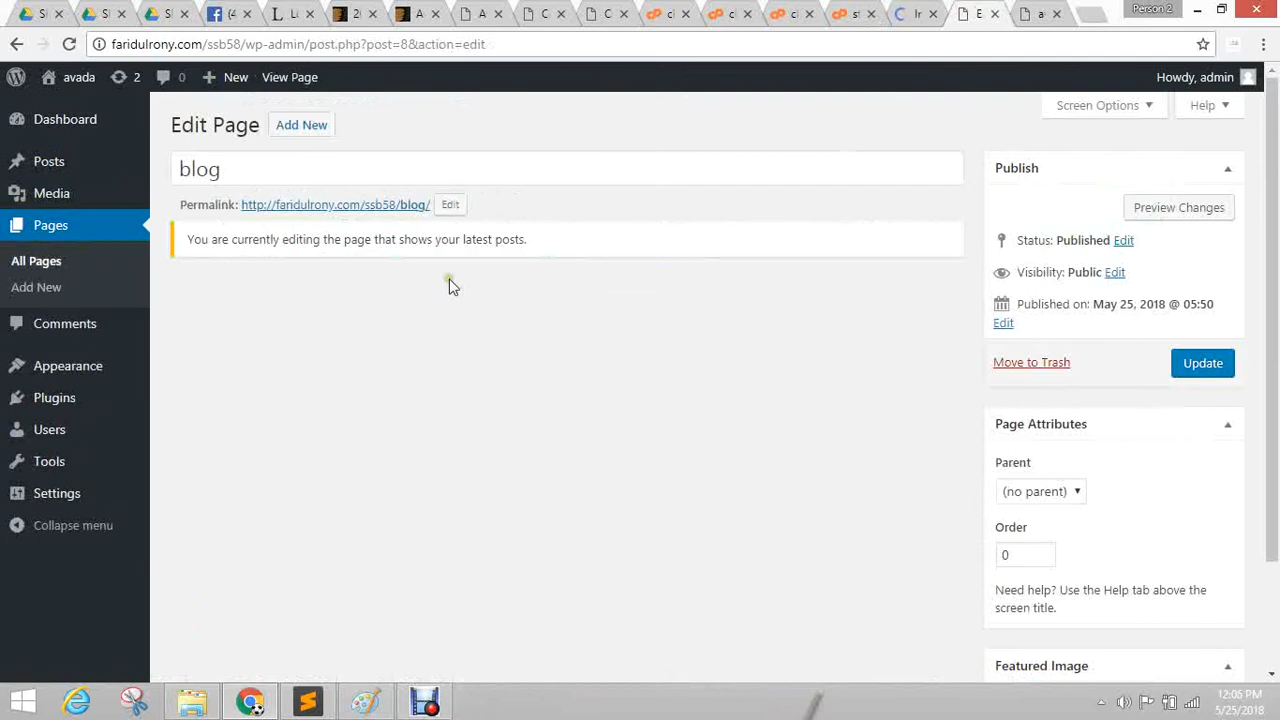 Person 2
faridulrony.com/ssb58/wp-admin/post.php?post=8&action=edit
2 0 New View Page Howdy, admin
avada
Screen Options Help
Dashboard
Posts
Media
Pages
All Pages
Add New
Comments
Appearance
Plugins
Users
Tools
Settings
Collapse menu
Edit Page Add New
blog
Permalink: http://faridulrony.com/ssb58/blog/ Edit
You are currently editing the page that shows your latest posts.
Publish
Preview Changes
Status: Published Edit
Visibility: Public Edit
Published on: May 25, 2018 @ 05:50
Edit
Move to Trash Update
Page Attributes
Parent
(no parent)
Order
0
Need help? Use the Help tab above the
screen title.
Featured Image
12:05 PM
5/25/2018